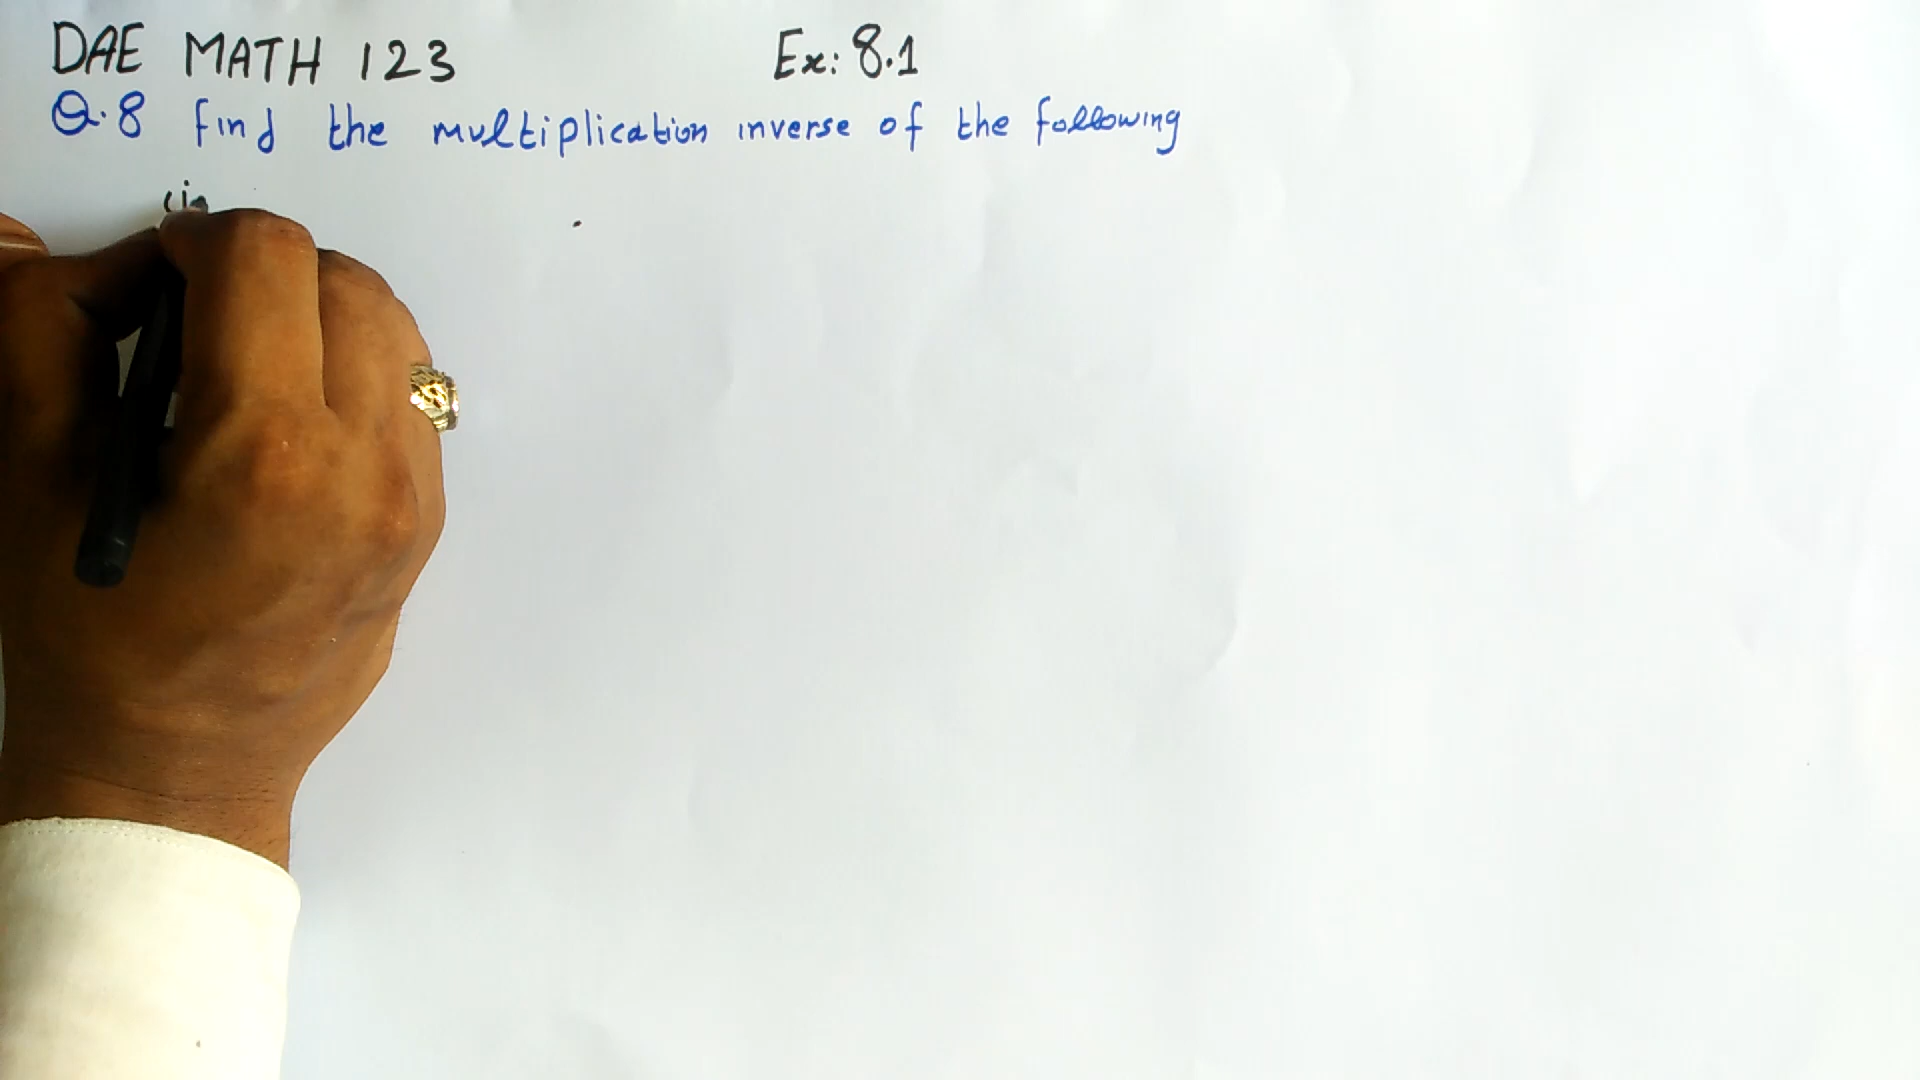 DAE MATH 123 Ex: 8.1
Q.8 Find the multiplication inverse of the following
(i